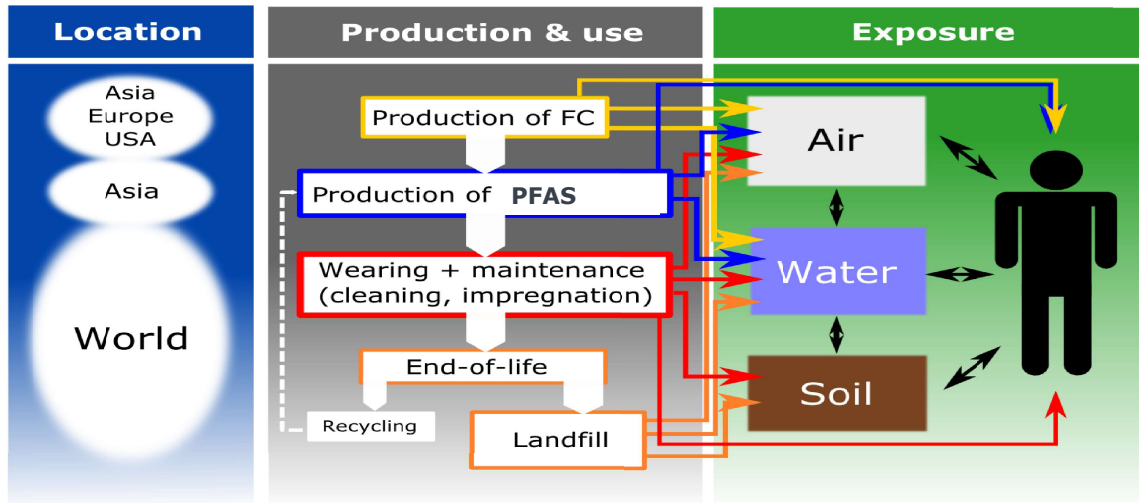 Location
Production & use
Exposure
Asia
Europe
USA
Asia
World
Production of FC
Production of PFAS
Wearing + maintenance
(cleaning, impregnation)
End-of-life
Recycling
Landfill
Air
Water
Soil